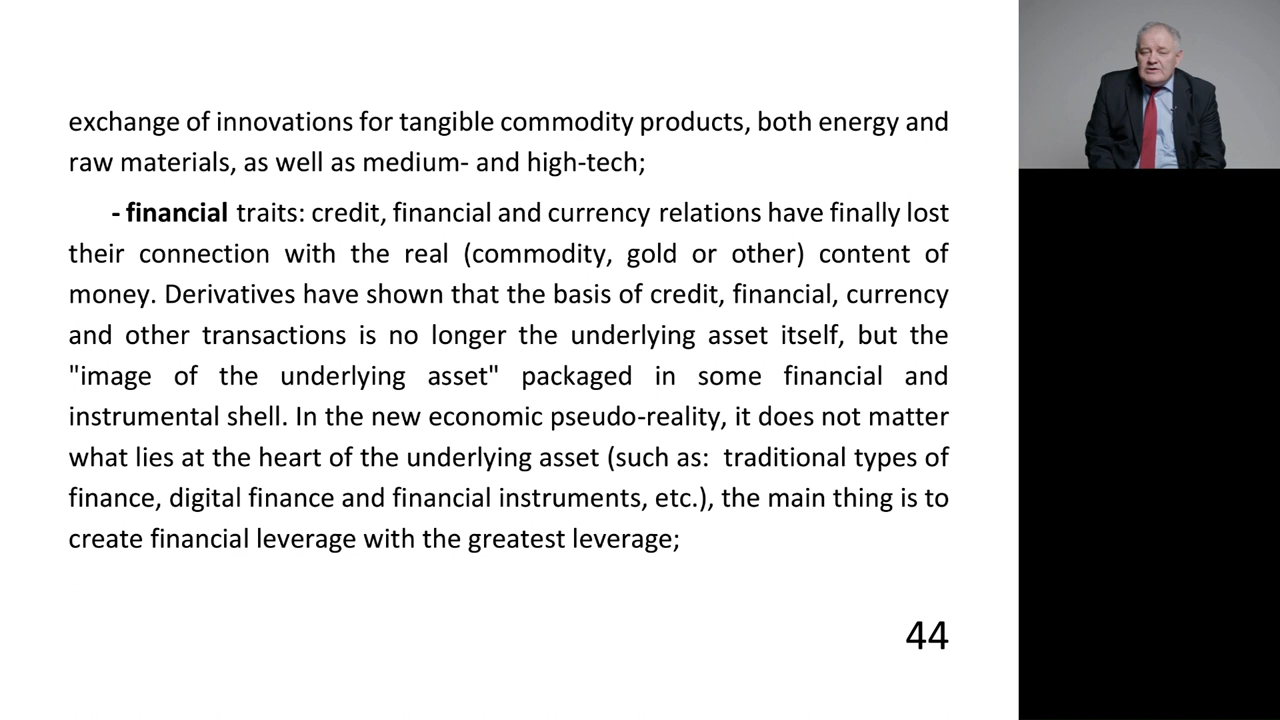 exchange of innovations for tangible commodity products, both energy and
raw materials, as well as medium- and high-tech;
- financial traits: credit, financial and currency relations have finally lost
their connection with the real (commodity, gold or other) content of
money. Derivatives have shown that the basis of credit, financial, currency
and other transactions is no longer the underlying asset itself, but the
"image of the underlying asset" packaged in some financial and
instrumental shell. In the new economic pseudo-reality, it does not matter
what lies at the heart of the underlying asset (such as:  traditional types of
finance, digital finance and financial instruments, etc.), the main thing is to
create financial leverage with the greatest leverage;
44